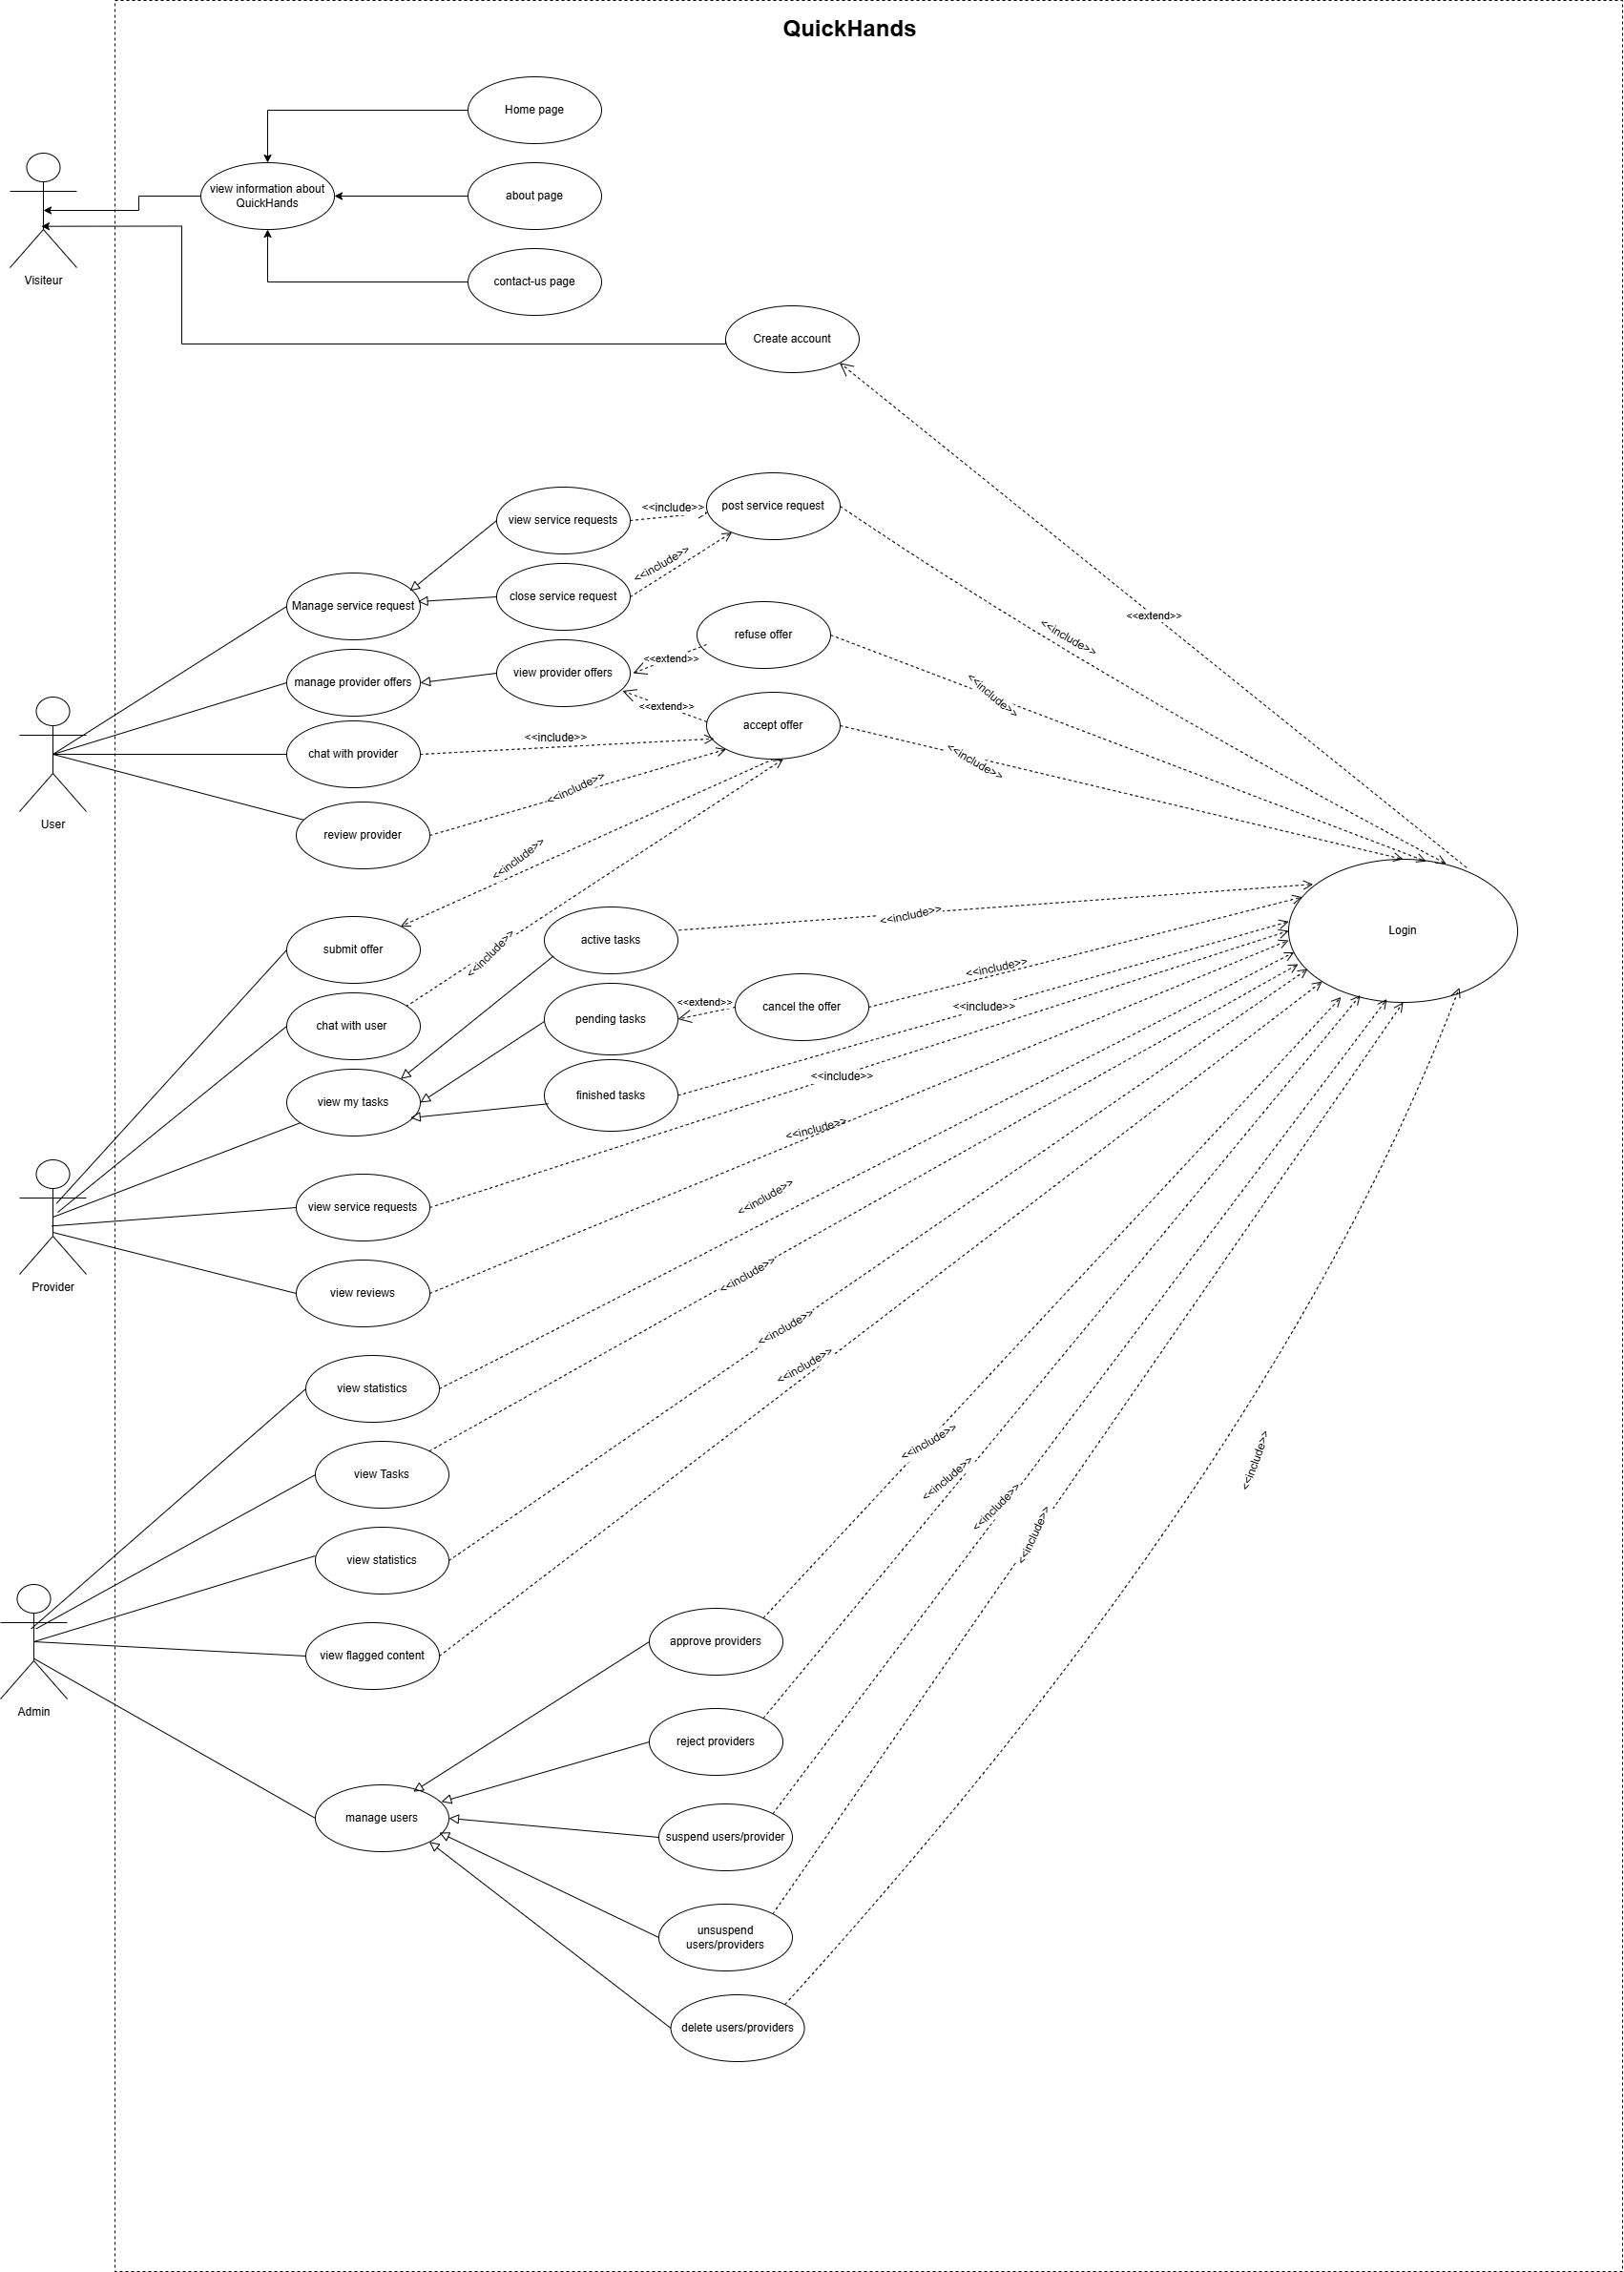 QuickHands
Home page
view information about
QuickHands
about page
contact-us page
Visiteur
Create account
<<extend>>
view service requests
<<include>>
post service request
close service request
<<include>>
Manage service request
<<include>>
refuse offer
<<extend>>
view provider offers
manage provider offers
<<include>>
<<extend>>
accept offer
chat with provider
<<include>>
<<include>>
<<include>>
User
review provider
<<include>>
submit offer
<<include>>
active tasks
<<include>>
Login
<<include>>
chat with user
pending tasks
<<extend>>
cancel the offer
<<include>>
view my tasks
finished tasks
<<include>>
<<include>>
view service requests
<<include>>
Provider
view reviews
<<include>>
<<include>>
<<include>>
view statistics
<<include>>
view Tasks
<<include>>
<<include>>
<<include>>
<<include>>
<<include>>
view statistics
Admin
view flagged content
approve providers
reject providers
manage users
suspend users/provider
unsuspend
users/providers
delete users/providers